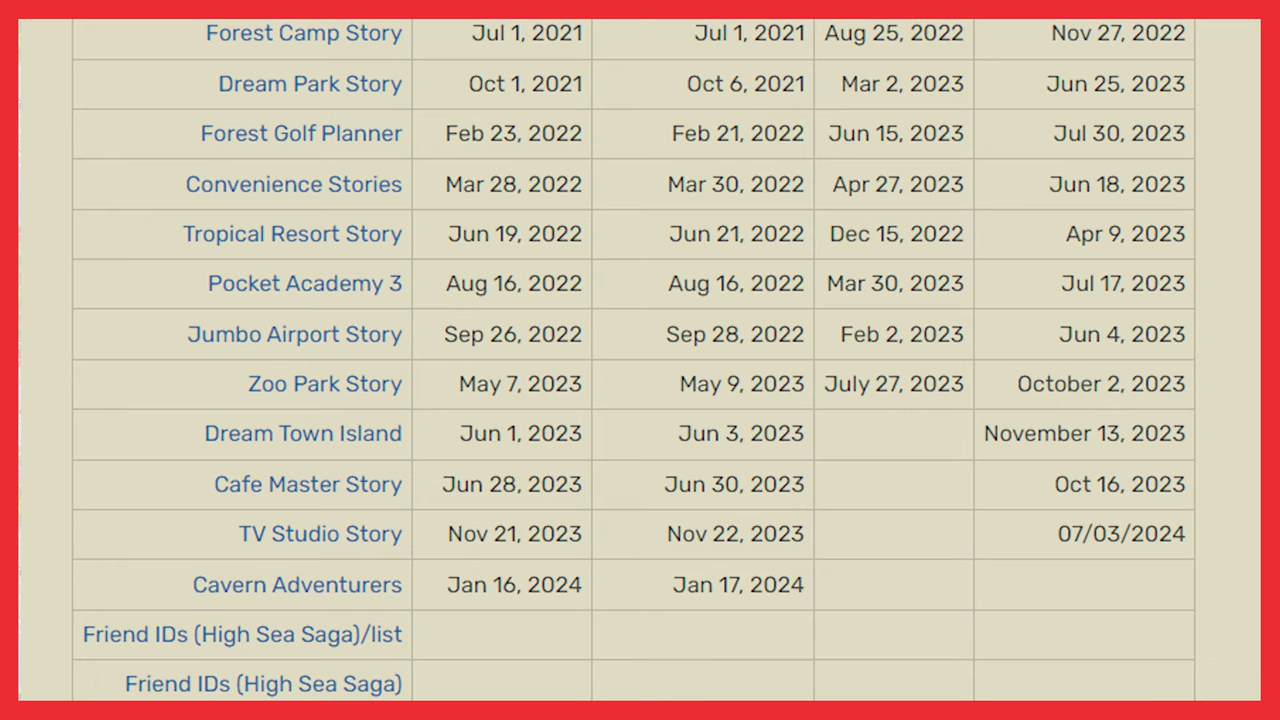 Forest Camp Story Jul 1, 2021 Jul 1, 2021 Aug 25, 2022 Nov 27, 2022
Dream Park Story Oct 1, 2021 Oct 6, 2021 Mar 2, 2023 Jun 25, 2023
Forest Golf Planner Feb 23, 2022 Feb 21, 2022 Jun 15, 2023 Jul 30, 2023
Convenience Stories Mar 28, 2022 Mar 30, 2022 Apr 27, 2023 Jun 18, 2023
Tropical Resort Story Jun 19, 2022 Jun 21, 2022 Dec 15, 2022 Apr 9, 2023
Pocket Academy 3 Aug 16, 2022 Aug 16, 2022 Mar 30, 2023 Jul 17, 2023
Jumbo Airport Story Sep 26, 2022 Sep 28, 2022 Feb 2, 2023 Jun 4, 2023
Zoo Park Story May 7, 2023 May 9, 2023 July 27, 2023 October 2, 2023
Dream Town Island Jun 1, 2023 Jun 3, 2023 November 13, 2023
Cafe Master Story Jun 28, 2023 Jun 30, 2023 Oct 16, 2023
TV Studio Story Nov 21, 2023 Nov 22, 2023 07/03/2024
Cavern Adventurers Jan 16, 2024 Jan 17, 2024
Friend IDs (High Sea Saga)/list
Friend IDs (High Sea Saga)